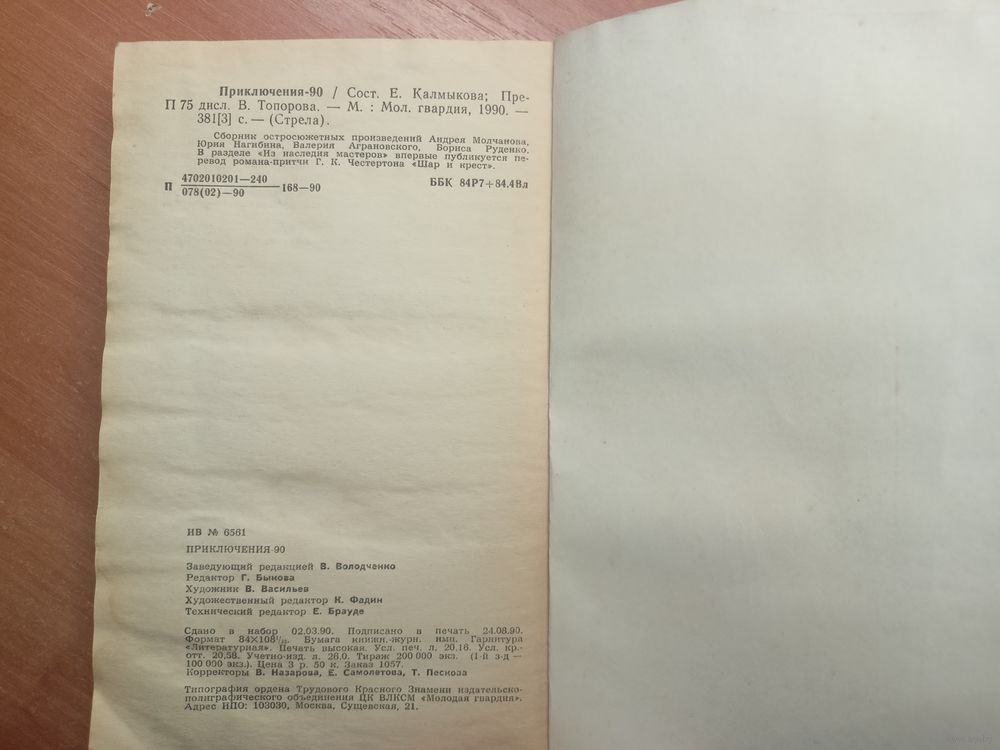 Приключения-90 / Сост. Е. Калмыкова; Пре-
П 75 дисл. В. Топорова. — М. : Мол. гвардия, 1990. —
381[3] с. — (Стрела).
Сборник остросюжетных произведений Андрея Молчанова,
Юрия Нагибина, Валерия Аграновского, Бориса Руденко.
В разделе «Из наследия мастеров» впервые публикуется пе-
ревод романа-притчи Г. К. Честертона «Шар и крест».
П 4702010201—240
078(02)—90
168—90
ББК 84Р7+84.4Вл
ИБ № 6561
ПРИКЛЮЧЕНИЯ-90
Заведующий редакцией В. Володченко
Редактор Г. Быкова
Художник В. Васильев
Художественный редактор К. Фадин
Технический редактор Е. Брауде
Сдано в набор 02.03.90. Подписано в печать 24.08.90.
Формат 84×108¹/₃₂. Бумага книжн.-журн. имп. Гарнитура
«Литературная». Печать высокая. Усл. печ. л. 20,16. Усл. кр.-
отт. 20,58. Учетно-изд. л. 26,0. Тираж 200 000 экз. (1-й з-д —
100 000 экз.). Цена 3 р. 50 к. Заказ 1057.
Корректоры В. Назарова, Е. Самолетова, Т. Пескова
Типография ордена Трудового Красного Знамени издательско-
полиграфического объединения ЦК ВЛКСМ «Молодая гвардия».
Адрес ИПО: 103030, Москва, Сущевская, 21.